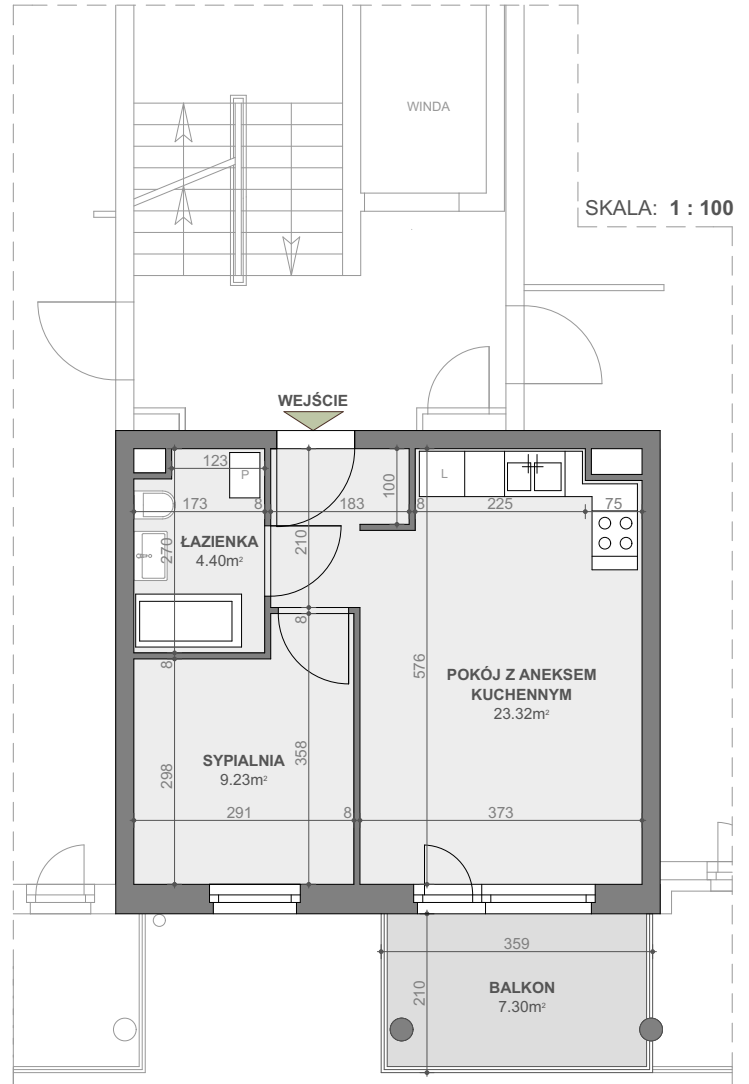 WINDA
SKALA: 1 : 100
WEJŚCIE
123
P
L
100
173
8
183
8
225
75
ŁAZIENKA
4.40m²
270
210
8
576
POKÓJ Z ANEKSEM
KUCHENNYM
23.32m²
8
298
358
SYPIALNIA
9.23m²
291
8
373
359
BALKON
7.30m²
210